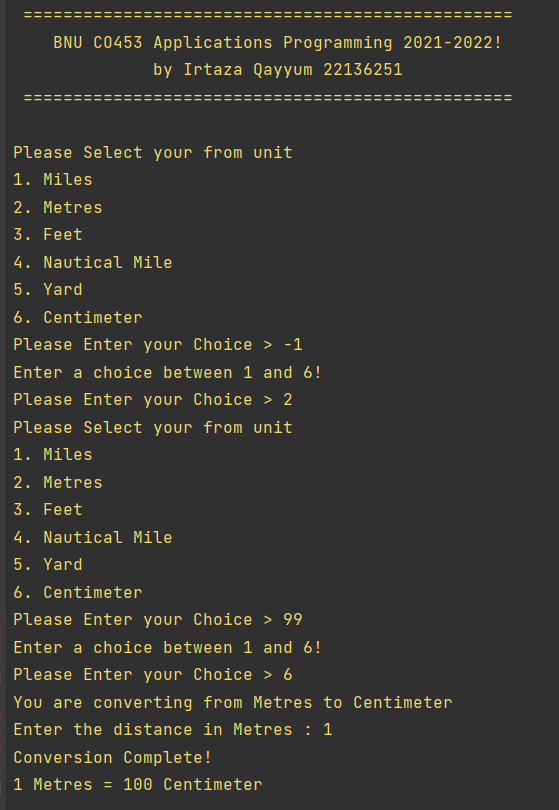 =================================================
BNU CO453 Applications Programming 2021-2022!
by Irtaza Qayyum 22136251
=================================================
Please Select your from unit
1. Miles
2. Metres
3. Feet
4. Nautical Mile
5. Yard
6. Centimeter
Please Enter your Choice > -1
Enter a choice between 1 and 6!
Please Enter your Choice > 2
Please Select your from unit
1. Miles
2. Metres
3. Feet
4. Nautical Mile
5. Yard
6. Centimeter
Please Enter your Choice > 99
Enter a choice between 1 and 6!
Please Enter your Choice > 6
You are converting from Metres to Centimeter
Enter the distance in Metres : 1
Conversion Complete!
1 Metres = 100 Centimeter